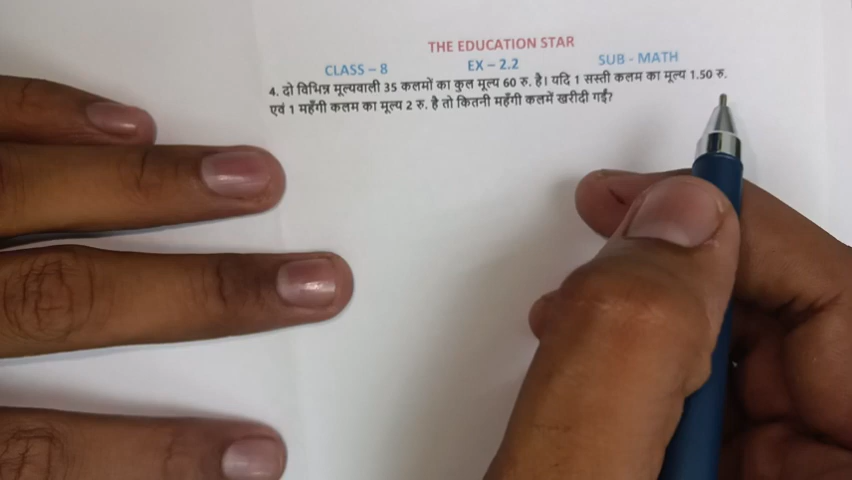 THE EDUCATION STAR
CLASS – 8 EX – 2.2 SUB - MATH
4. दो विभिन्न मूल्यवाली 35 कलमों का कुल मूल्य 60 रु. है। यदि 1 सस्ती कलम का मूल्य 1.50 रु.
एवं 1 महँगी कलम का मूल्य 2 रु. है तो कितनी महँगी कलमें खरीदी गईं?